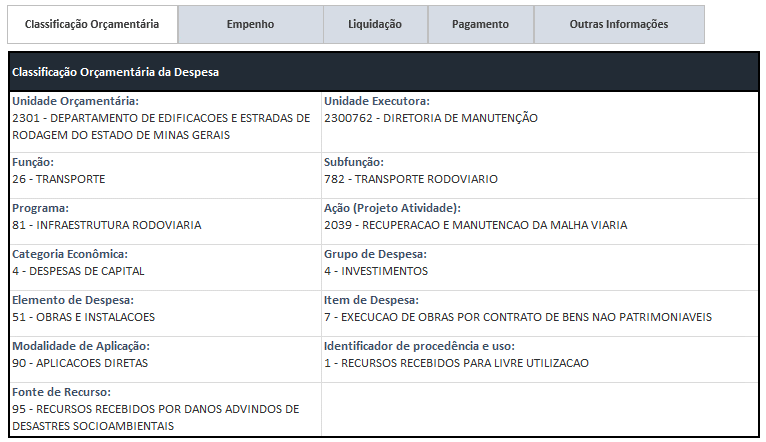 Classificação Orçamentária Empenho Liquidação Pagamento Outras Informações
Classificação Orçamentária da Despesa
Unidade Orçamentária:
2301 - DEPARTAMENTO DE EDIFICACOES E ESTRADAS DE
RODAGEM DO ESTADO DE MINAS GERAIS
Unidade Executora:
2300762 - DIRETORIA DE MANUTENÇÃO
Função:
26 - TRANSPORTE
Subfunção:
782 - TRANSPORTE RODOVIARIO
Programa:
81 - INFRAESTRUTURA RODOVIARIA
Ação (Projeto Atividade):
2039 - RECUPERACAO E MANUTENCAO DA MALHA VIARIA
Categoria Econômica:
4 - DESPESAS DE CAPITAL
Grupo de Despesa:
4 - INVESTIMENTOS
Elemento de Despesa:
51 - OBRAS E INSTALACOES
Item de Despesa:
7 - EXECUCAO DE OBRAS POR CONTRATO DE BENS NAO PATRIMONIAVEIS
Modalidade de Aplicação:
90 - APLICACOES DIRETAS
Identificador de procedência e uso:
1 - RECURSOS RECEBIDOS PARA LIVRE UTILIZACAO
Fonte de Recurso:
95 - RECURSOS RECEBIDOS POR DANOS ADVINDOS DE
DESASTRES SOCIOAMBIENTAIS